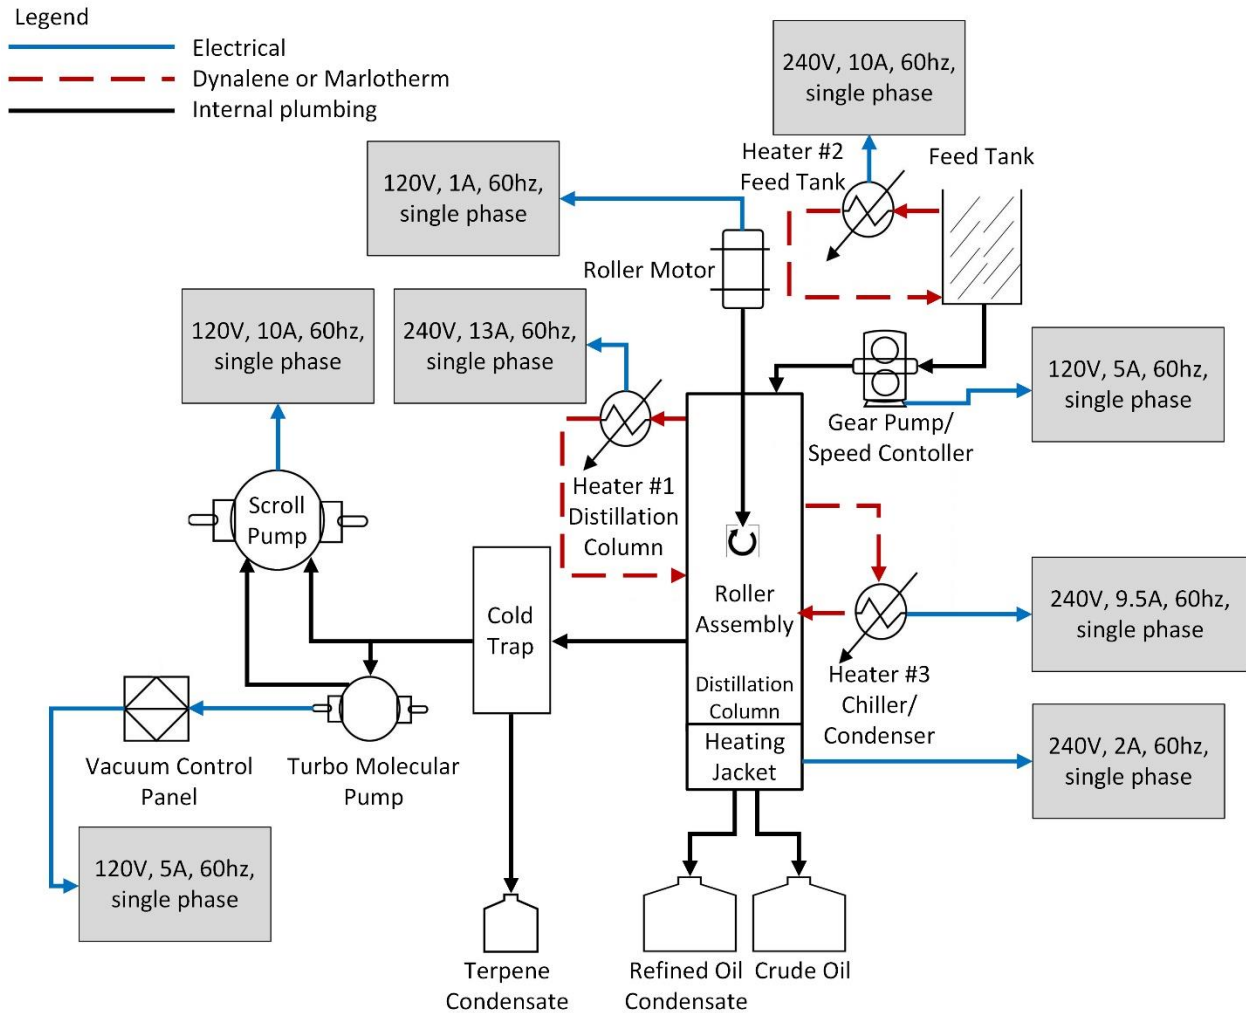 Legend
Electrical
Dynalene or Marlotherm
Internal plumbing
240V, 10A, 60hz,
single phase
Heater #2
Feed Tank
Feed Tank
120V, 1A, 60hz,
single phase
Roller Motor
120V, 10A, 60hz,
single phase
240V, 13A, 60hz,
single phase
120V, 5A, 60hz,
single phase
Gear Pump/
Speed Contoller
Heater #1
Distillation
Column
Scroll
Pump
Cold
Trap
Roller
Assembly
240V, 9.5A, 60hz,
single phase
Heater #3
Chiller/
Condenser
Distillation
Column
Heating
Jacket
240V, 2A, 60hz,
single phase
Vacuum Control
Panel
Turbo Molecular
Pump
120V, 5A, 60hz,
single phase
Terpene
Condensate
Refined Oil
Condensate
Crude Oil